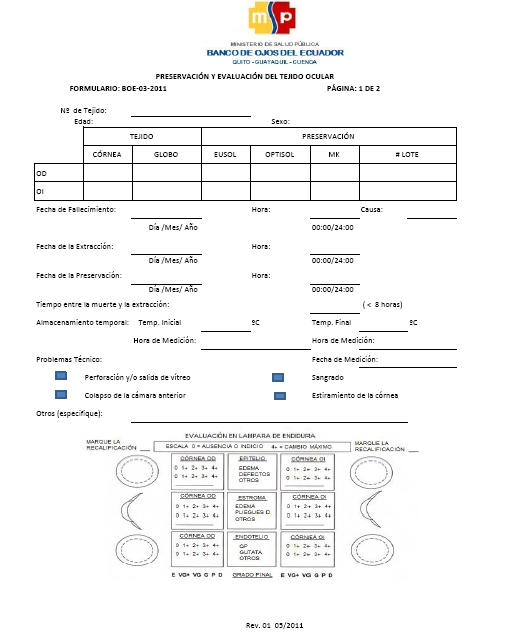 msp
MINISTERIO DE SALUD PÚBLICA
BANCO DE OJOS DEL ECUADOR
QUITO - GUAYAQUIL - CUENCA
PRESERVACIÓN Y EVALUACIÓN DEL TEJIDO OCULAR
FORMULARIO: BOE-03-2011 PÁGINA: 1 DE 2
Nº de Tejido:
Edad: Sexo:
TEJIDO PRESERVACIÓN
CÓRNEA GLOBO EUSOL OPTISOL MK # LOTE
OD
OI
Fecha de Fallecimiento: Hora: Causa:
Día /Mes/ Año 00:00/24:00
Fecha de la Extracción: Hora:
Día /Mes/ Año 00:00/24:00
Fecha de la Preservación: Hora:
Día /Mes/ Año 00:00/24:00
Tiempo entre la muerte y la extracción: ( < 8 horas)
Almacenamiento temporal: Temp. Inicial ºC Temp. Final ºC
Hora de Medición: Hora de Medición:
Problemas Técnico: Fecha de Medición:
Perforación y/o salida de vítreo Sangrado
Colapso de la cámara anterior Estiramiento de la córnea
Otros (especifique):
EVALUACIÓN EN LAMPARA DE ENDIDURA
MARQUE LA RECALIFICACIÓN ESCALA 0 = AUSENCIA O INDICIO 4+ = CAMBIO MÁXIMO MARQUE LA RECALIFICACIÓN
CÓRNEA OD EPITELIO CÓRNEA OI
0 1+ 2+ 3+ 4+ EDEMA 0 1+ 2+ 3+ 4+
0 1+ 2+ 3+ 4+ DEFECTOS 0 1+ 2+ 3+ 4+
OTROS
CÓRNEA OD ESTROMA CÓRNEA OI
0 1+ 2+ 3+ 4+ EDEMA 0 1+ 2+ 3+ 4+
0 1+ 2+ 3+ 4+ PLIEGUES D. 0 1+ 2+ 3+ 4+
OTROS
CÓRNEA OD ENDOTELIO CÓRNEA OI
0 1+ 2+ 3+ 4+ GP 0 1+ 2+ 3+ 4+
0 1+ 2+ 3+ 4+ GUTATA 0 1+ 2+ 3+ 4+
OTROS
E VG+ VG G P D GRADO FINAL E VG+ VG G P D
Rev. 01 05/2011